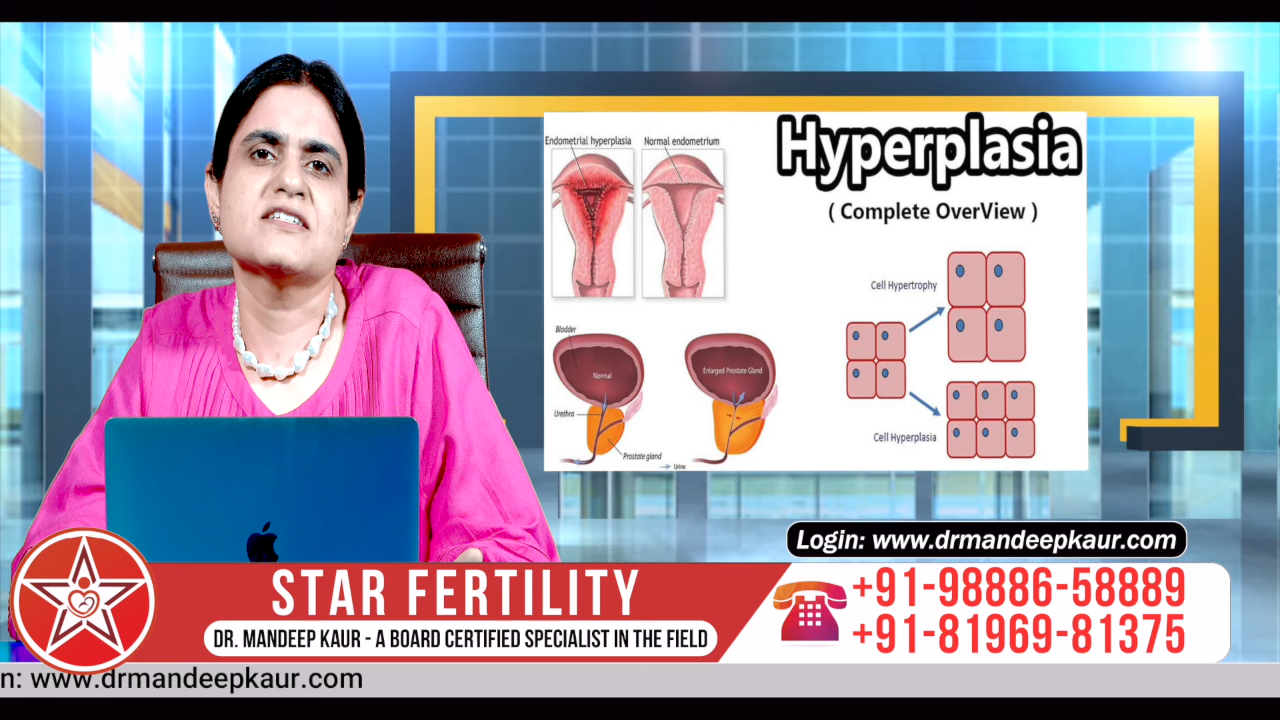 Hyperplasia
( Complete OverView )
Endometrial hyperplasia
Normal endometrium
Cell Hypertrophy
Cell Hyperplasia
Bladder
Normal
Urethra
Prostate gland
Enlarged Prostate Gland
Urine
Login: www.drmandeepkaur.com
STAR FERTILITY
DR. MANDEEP KAUR - A BOARD CERTIFIED SPECIALIST IN THE FIELD
+91-98886-58889
+91-81969-81375
n: www.drmandeepkaur.com